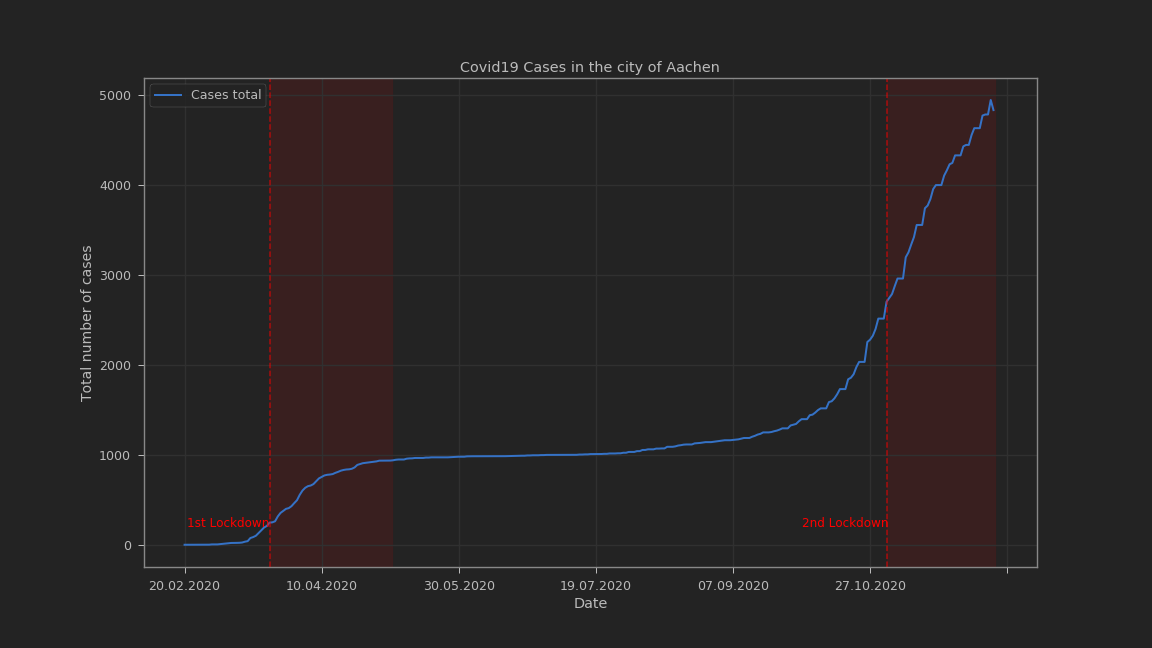 Covid19 Cases in the city of Aachen
Cases total
5000
4000
3000
2000
1000
0
Total number of cases
1st Lockdown
2nd Lockdown
20.02.2020 10.04.2020 30.05.2020 19.07.2020 07.09.2020 27.10.2020
Date